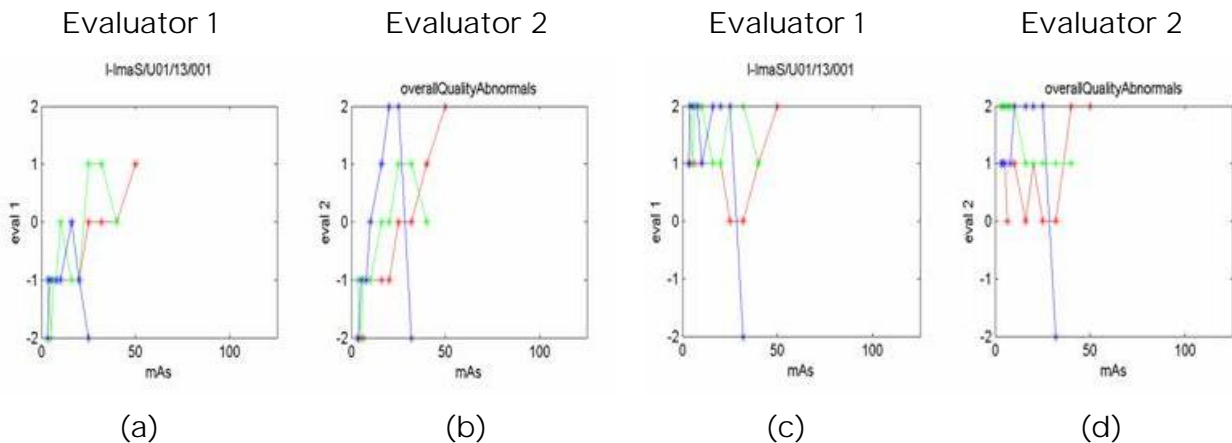 Evaluator 1
Evaluator 2
Evaluator 1
Evaluator 2
I-ImaS/U01/13/001
overallQualityAbnormals
I-ImaS/U01/13/001
overallQualityAbnormals
2
1
0
-1
-2
eval 1
0
50
100
mAs
2
1
0
-1
-2
eval 2
0
50
100
mAs
2
1
0
-1
-2
eval 1
0
50
100
mAs
2
1
0
-1
-2
eval 2
0
50
100
mAs
(a)
(b)
(c)
(d)